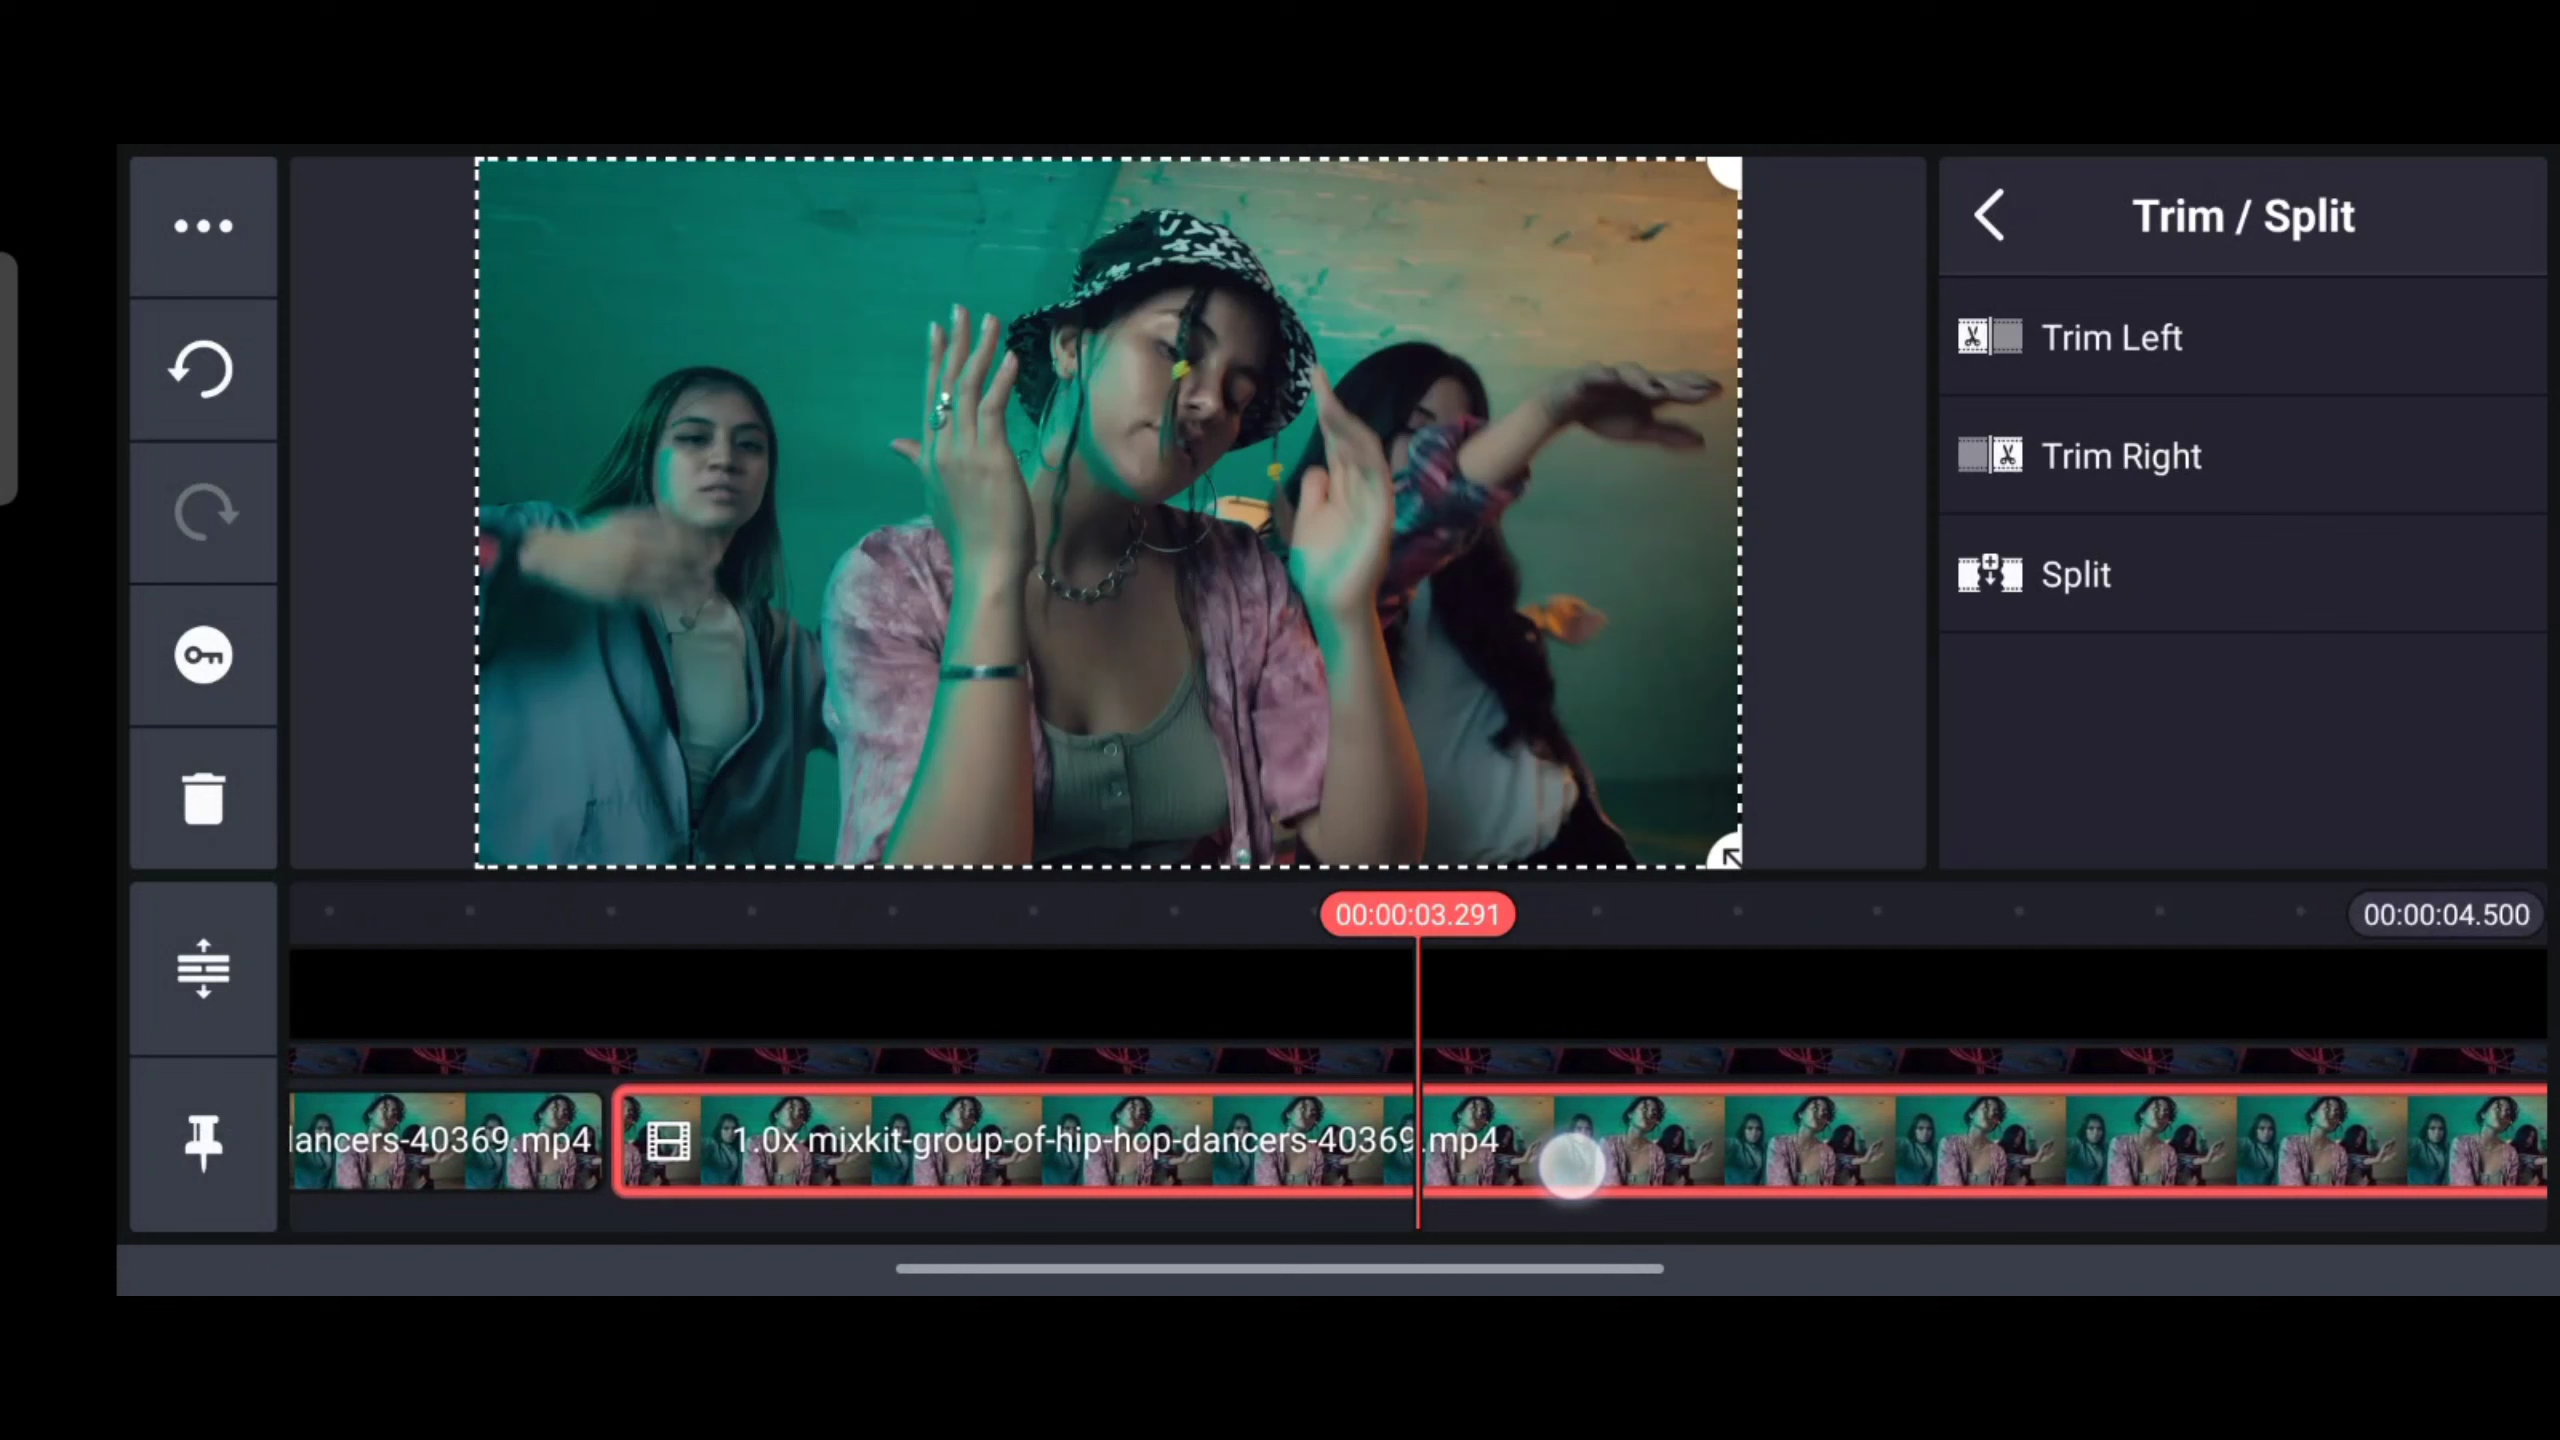 Trim / Split
Trim Left
Trim Right
Split
00:00:03.291
00:00:04.500
lancers-40369.mp4
1.0x mixkit-group-of-hip-hop-dancers-40369.mp4